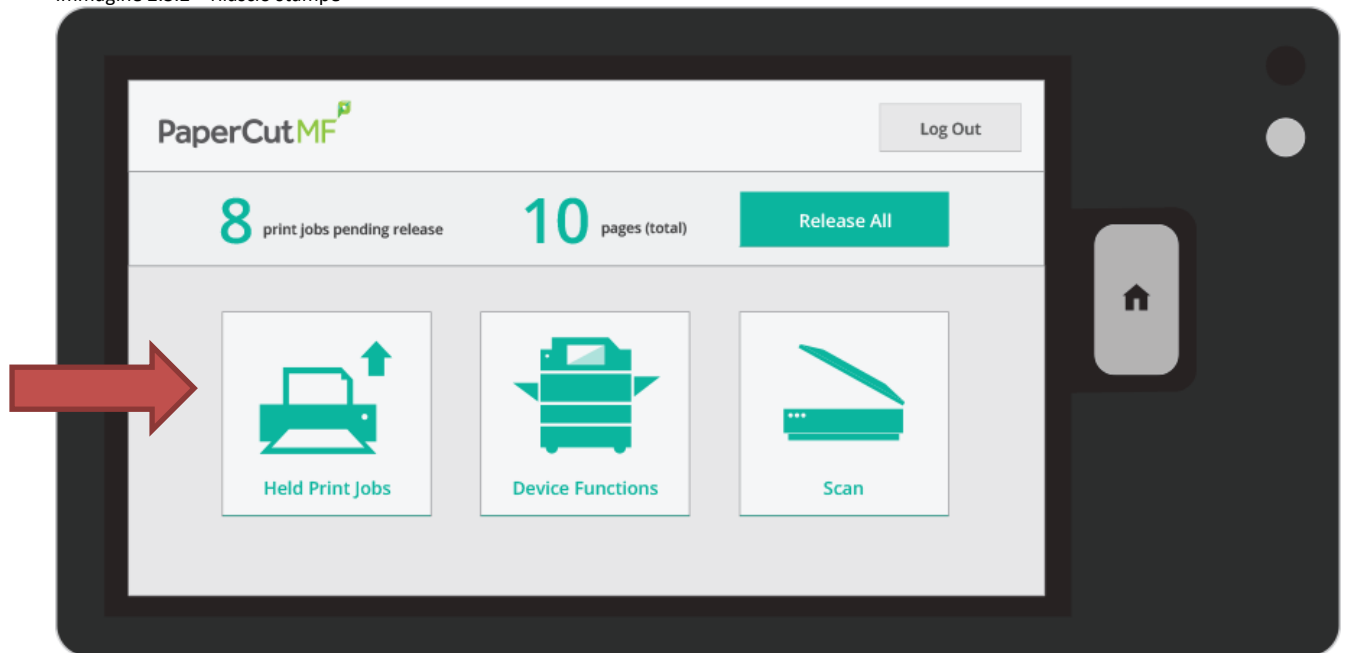 PaperCutMF
Log Out
8 print jobs pending release
10 pages (total)
Release All
Held Print Jobs
Device Functions
Scan